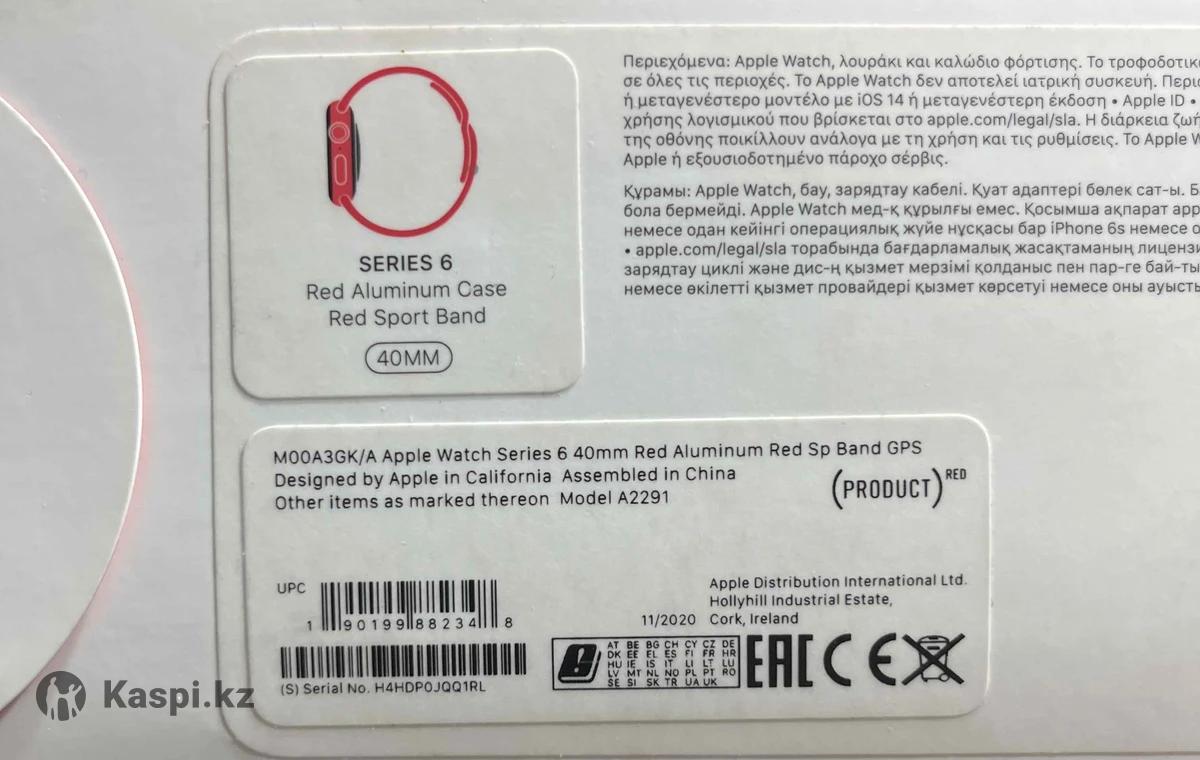 SERIES 6
Red Aluminum Case
Red Sport Band
40MM
Περιεχόμενα: Apple Watch, λουράκι και καλώδιο φόρτισης. Το τροφοδοτικ
σε όλες τις περιοχές. Το Apple Watch δεν αποτελεί ιατρική συσκευή. Περι
ή μεταγενέστερο μοντέλο με iOS 14 ή μεταγενέστερη έκδοση • Apple ID •
χρήσης λογισμικού που βρίσκεται στο apple.com/legal/sla. Η διάρκεια ζωή
της οθόνης ποικίλλουν ανάλογα με τη χρήση και τις ρυθμίσεις. Το Apple W
Apple ή εξουσιοδοτημένο πάροχο σέρβις.
Құрамы: Apple Watch, бау, зарядтау кабелі. Қуат адаптері бөлек сат-ы. Б
бола бермейді. Apple Watch мед-қ құрылғы емес. Қосымша ақпарат app
немесе одан кейінгі операциялық жүйе нұсқасы бар iPhone 6s немесе о
• apple.com/legal/sla торабында бағдарламалық жасақтаманың лицензи
зарядтау циклі және дис-ң қызмет мерзімі қолданыс пен пар-ге бай-ты
немесе өкілетті қызмет провайдері қызмет көрсетуі немесе оны ауысты
M00A3GK/A Apple Watch Series 6 40mm Red Aluminum Red Sp Band GPS
Designed by Apple in California Assembled in China
Other items as marked thereon Model A2291
(PRODUCT)RED
UPC
1 90199 88234 8
11/2020
Apple Distribution International Ltd.
Hollyhill Industrial Estate,
Cork, Ireland
(S) Serial No. H4HDP0JQQ1RL
AT BE BG CH CY CZ DE
DK EE EL ES FI FR HR
HU IE IS IT LI LT LU
LV MT NL NO PL PT RO
SE SI SK TR UA UK
EAC CE
Kaspi.kz